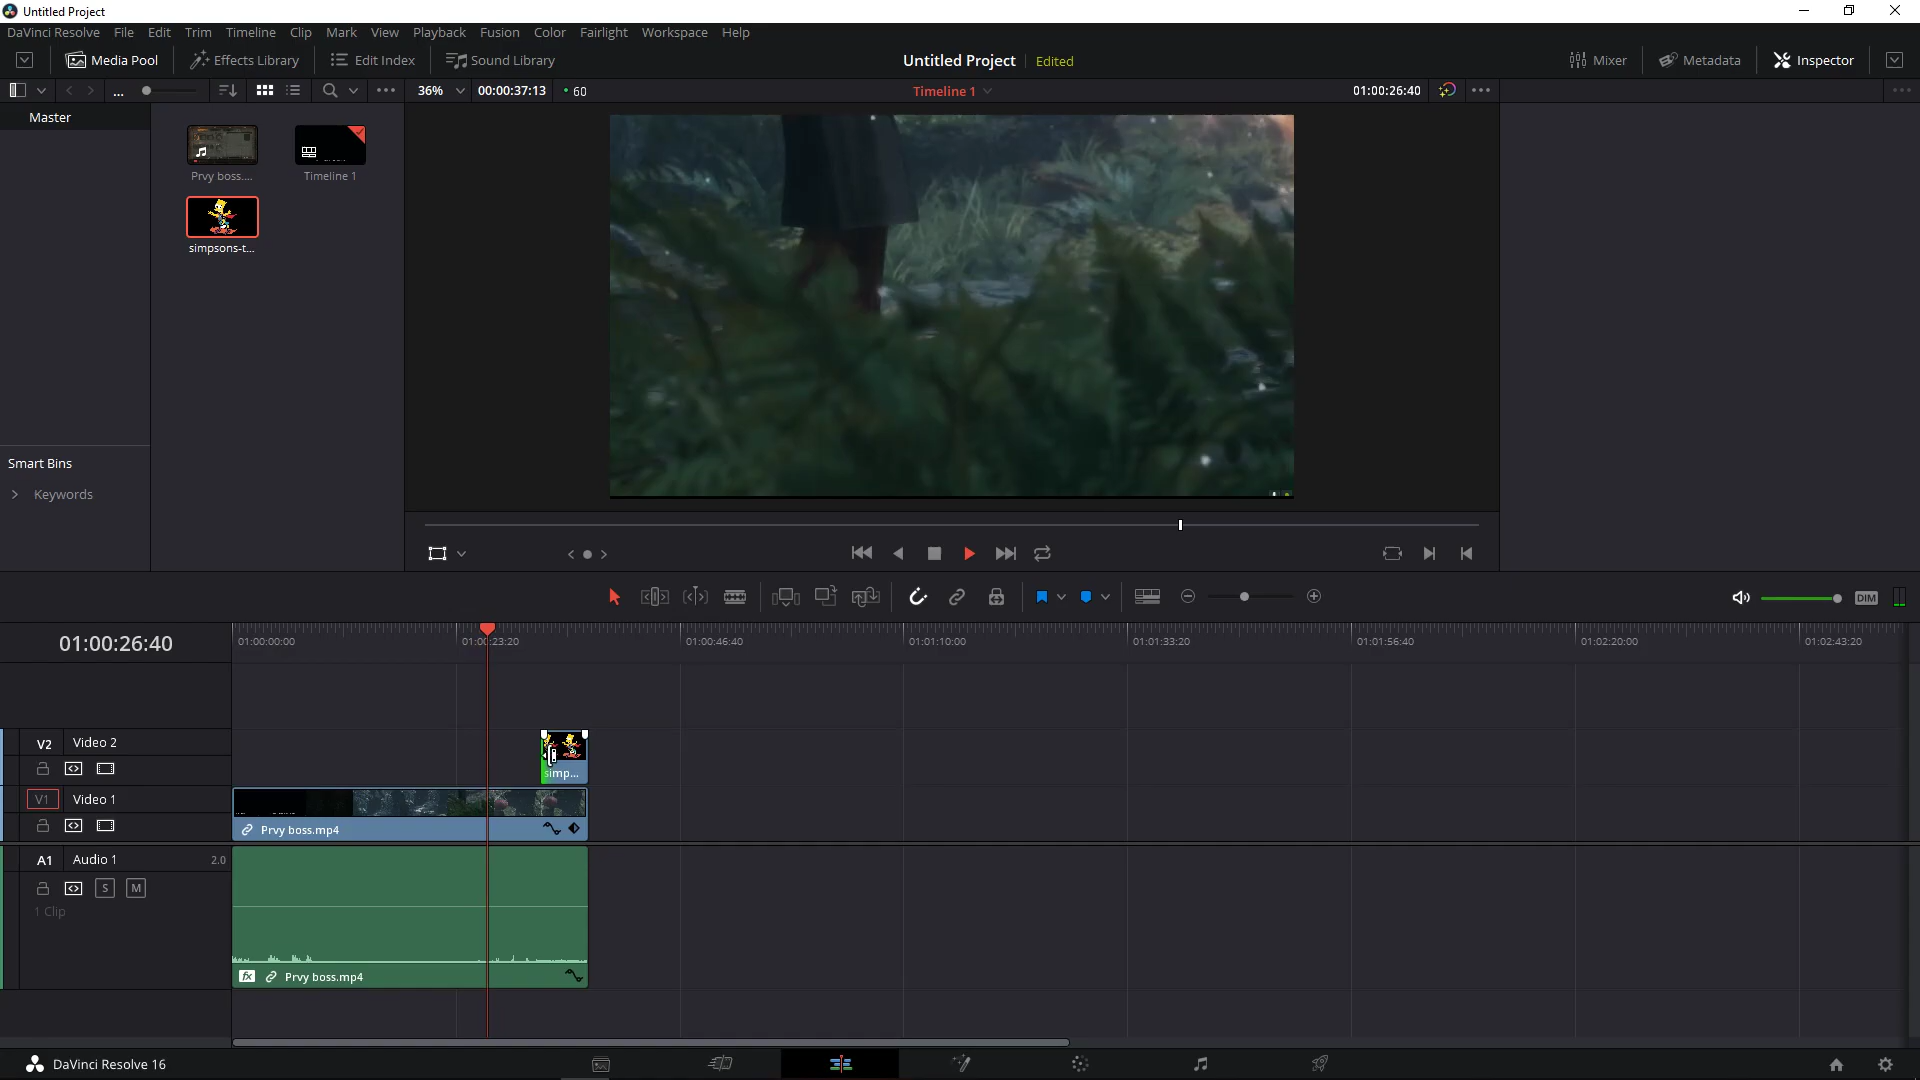 Untitled Project
DaVinci Resolve File Edit Trim Timeline Clip Mark View Playback Fusion Color Fairlight Workspace Help
Media Pool Effects Library Edit Index Sound Library Untitled Project Edited Mixer Metadata Inspector
... 36% 00:00:37:13 60 Timeline 1 01:00:26:40
Master
Prvy boss.... Timeline 1
simpsons-t...
Smart Bins
Keywords
DIM
01:00:26:40
01:00:00:00 01:00:23:20 01:00:46:40 01:01:10:00 01:01:33:20 01:01:56:40 01:02:20:00 01:02:43:20
V2 Video 2
simp...
V1 Video 1
Prvy boss.mp4
A1 Audio 1 2.0
S M
1 Clip
fx Prvy boss.mp4
DaVinci Resolve 16